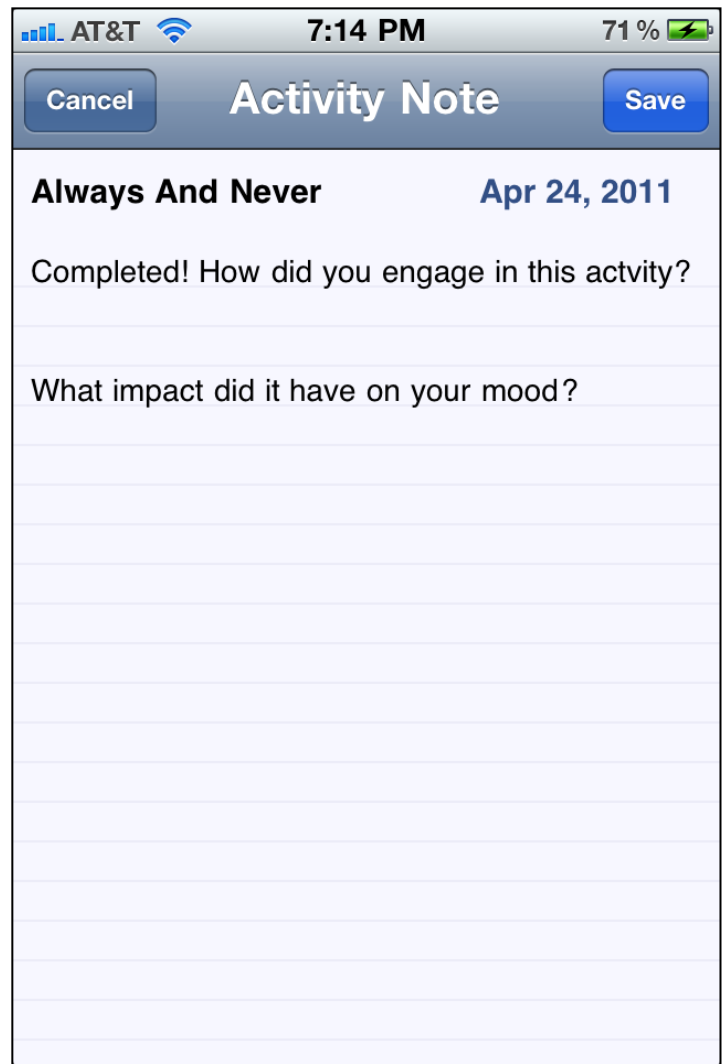 AT&T 7:14 PM 71 %
Cancel Activity Note Save
Always And Never Apr 24, 2011
Completed! How did you engage in this actvity?
What impact did it have on your mood?